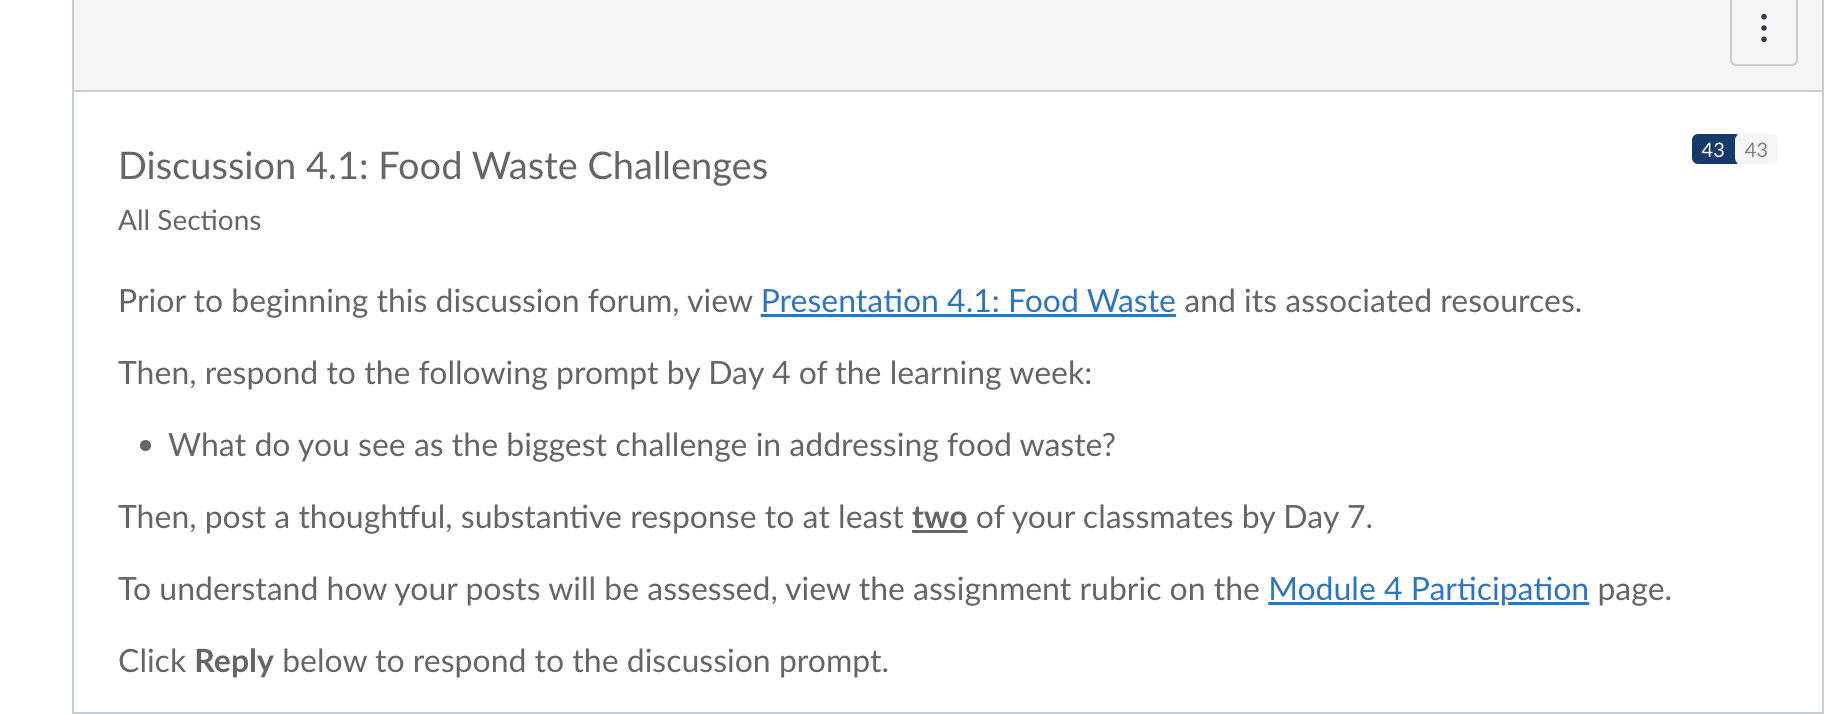 Discussion 4.1: Food Waste Challenges
43 43
All Sections
Prior to beginning this discussion forum, view Presentation 4.1: Food Waste and its associated resources.
Then, respond to the following prompt by Day 4 of the learning week:
• What do you see as the biggest challenge in addressing food waste?
Then, post a thoughtful, substantive response to at least two of your classmates by Day 7.
To understand how your posts will be assessed, view the assignment rubric on the Module 4 Participation page.
Click Reply below to respond to the discussion prompt.